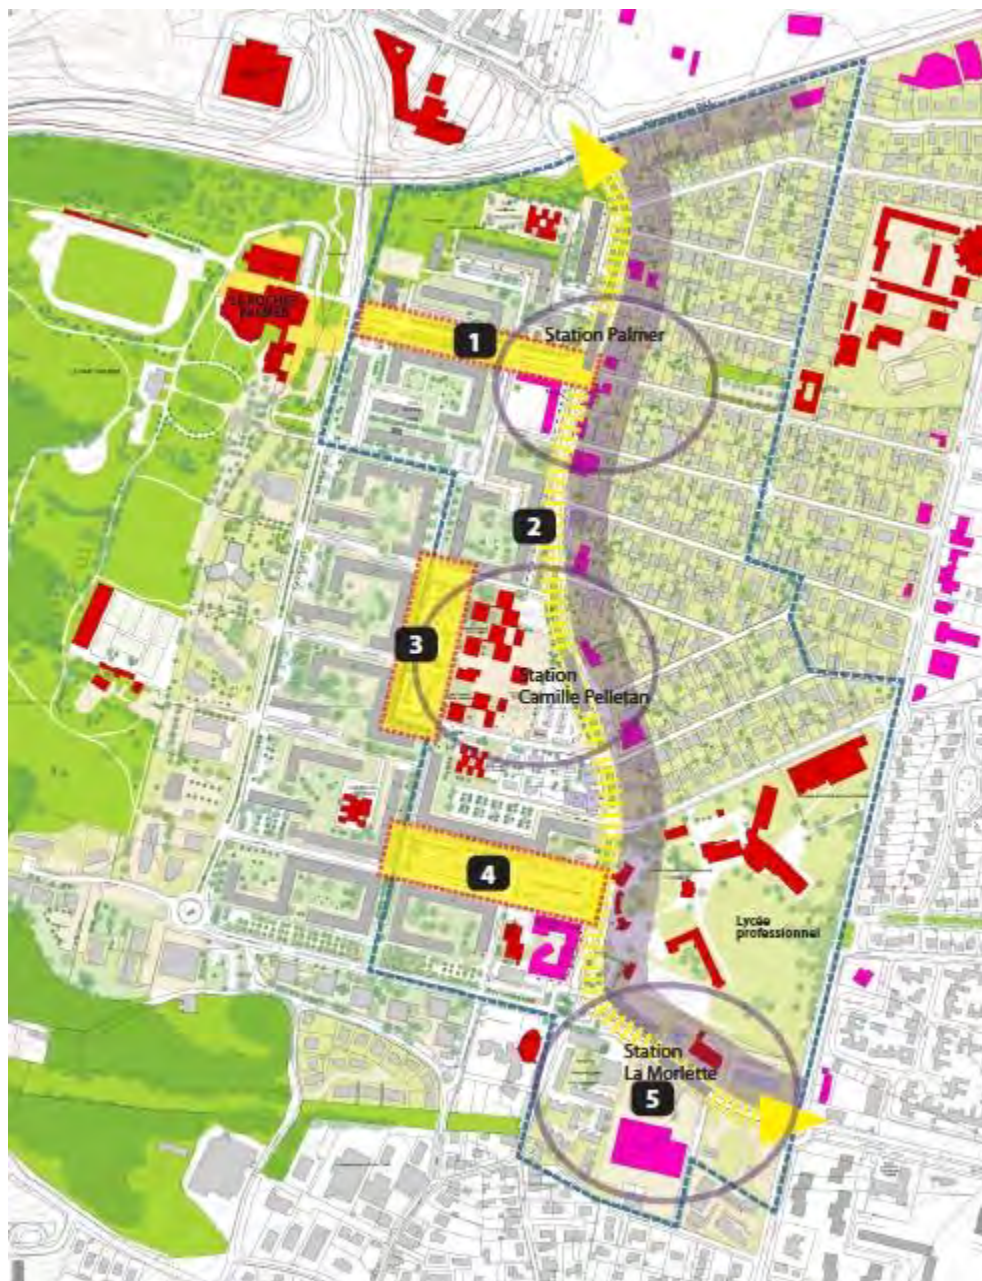 LE ROCHER
PALMER
1
Station Palmer
2
3
Station
Camille Pelletan
4
Lycée
professionnel
Station
La Morlette
5